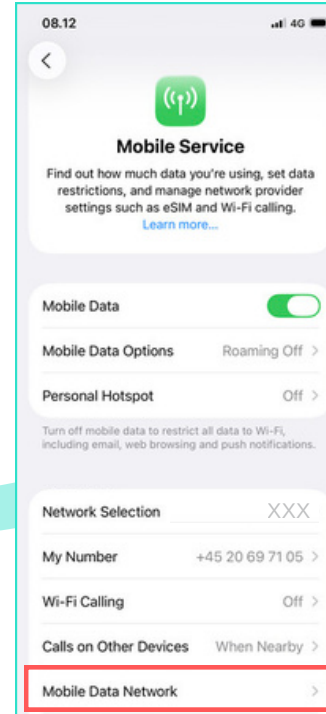 08.12
4G
Mobile Service
Find out how much data you're using, set data
restrictions, and manage network provider
settings such as eSIM and Wi-Fi calling.
Learn more...
Mobile Data
Mobile Data Options Roaming Off
Personal Hotspot Off
Turn off mobile data to restrict all data to Wi-Fi,
including email, web browsing and push notifications.
Network Selection XXX
My Number +45 20 69 71 05
Wi-Fi Calling Off
Calls on Other Devices When Nearby
Mobile Data Network